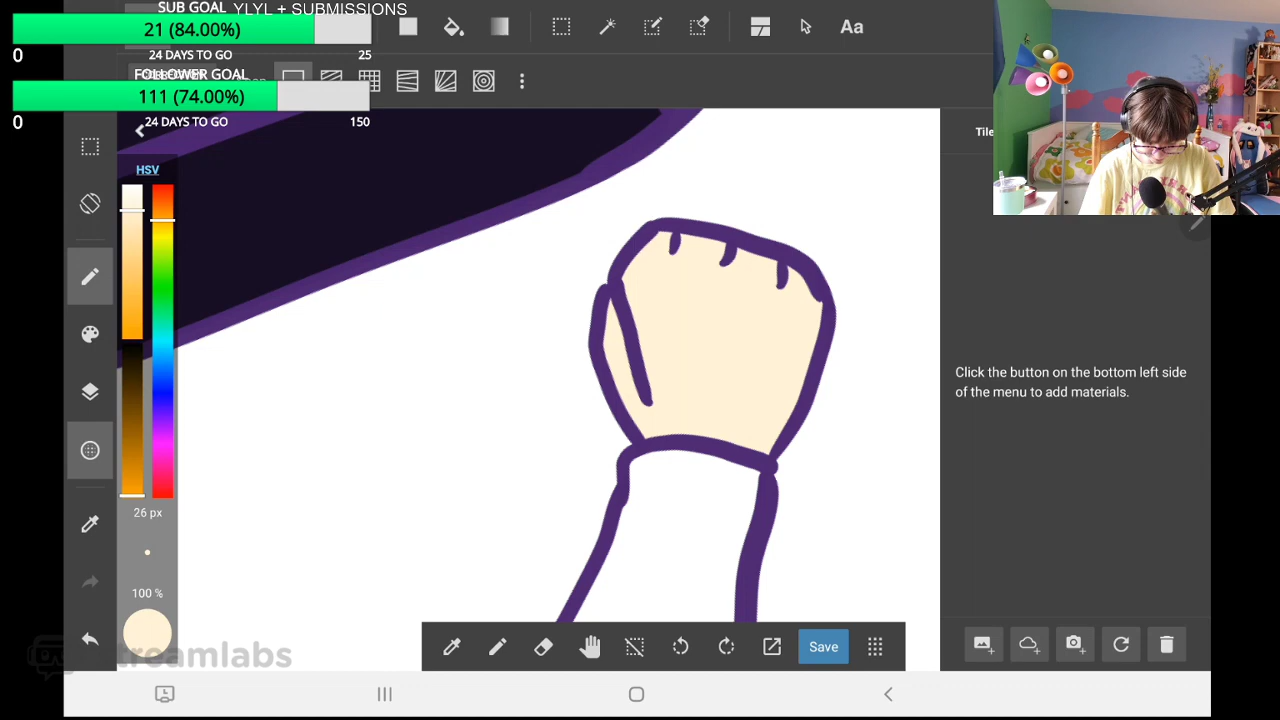 SUB GOAL
YLYL + SUBMISSIONS
21 (84.00%)
0
24 DAYS TO GO
25
FOLLOWER GOAL
111 (74.00%)
0
24 DAYS TO GO
150
Aa
HSV
26 px
100 %
streamlabs
Save
Tile
Click the button on the bottom left side
of the menu to add materials.